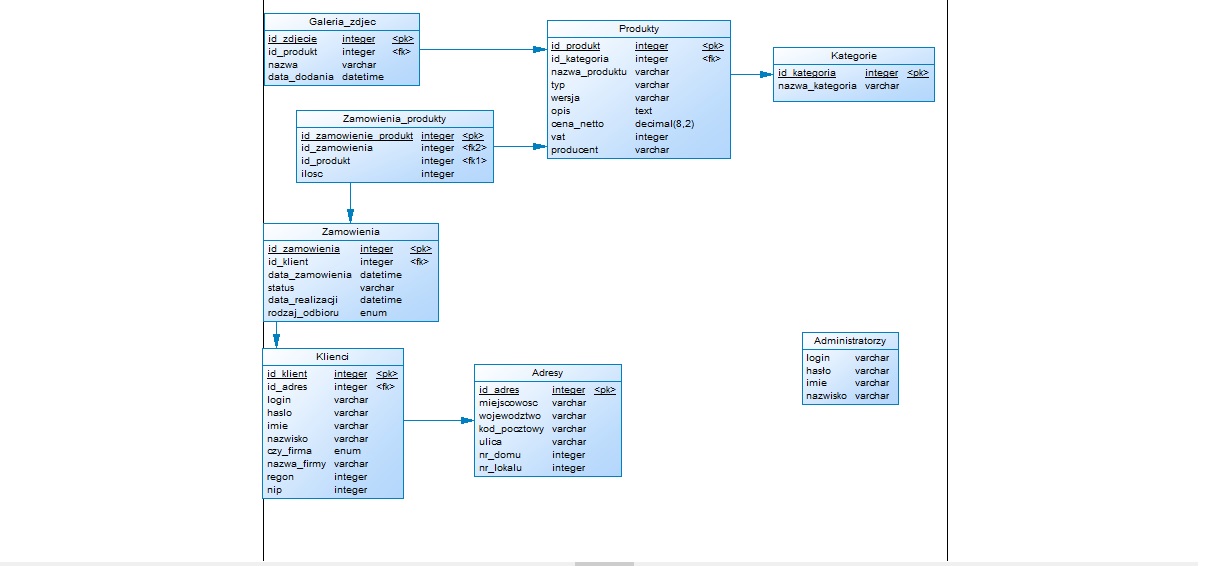 Galeria_zdjec
id_zdjecie integer <pk>
id_produkt integer <fk>
nazwa varchar
data_dodania datetime
Produkty
id_produkt integer <pk>
id_kategoria integer <fk>
nazwa_produktu varchar
typ varchar
wersja varchar
opis text
cena_netto decimal(8,2)
vat integer
producent varchar
Kategorie
id_kategoria integer <pk>
nazwa_kategoria varchar
Zamowienia_produkty
id_zamowienie_produkt integer <pk>
id_zamowienia integer <fk2>
id_produkt integer <fk1>
ilosc integer
Zamowienia
id_zamowienia integer <pk>
id_klient integer <fk>
data_zamowienia datetime
status varchar
data_realizacji datetime
rodzaj_odbioru enum
Klienci
id_klient integer <pk>
id_adres integer <fk>
login varchar
haslo varchar
imie varchar
nazwisko varchar
czy_firma enum
nazwa_firmy varchar
regon integer
nip integer
Adresy
id_adres integer <pk>
miejscowosc varchar
wojewodztwo varchar
kod_pocztowy varchar
ulica varchar
nr_domu integer
nr_lokalu integer
Administratorzy
login varchar
hasło varchar
imie varchar
nazwisko varchar